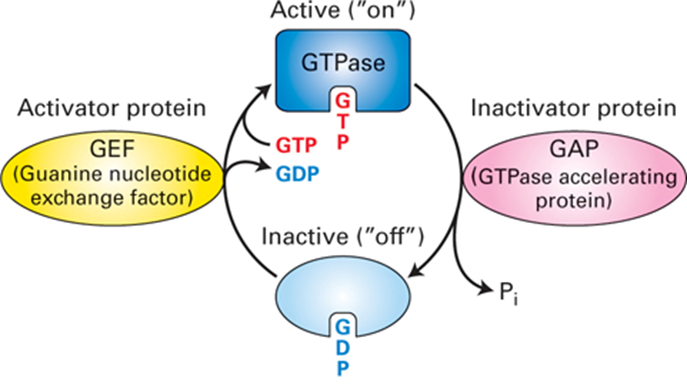 Active ("on")
GTPase
G
T
P
Activator protein
GEF
(Guanine nucleotide
exchange factor)
GTP
GDP
Inactivator protein
GAP
(GTPase accelerating
protein)
Inactive ("off")
G
D
P
Pi